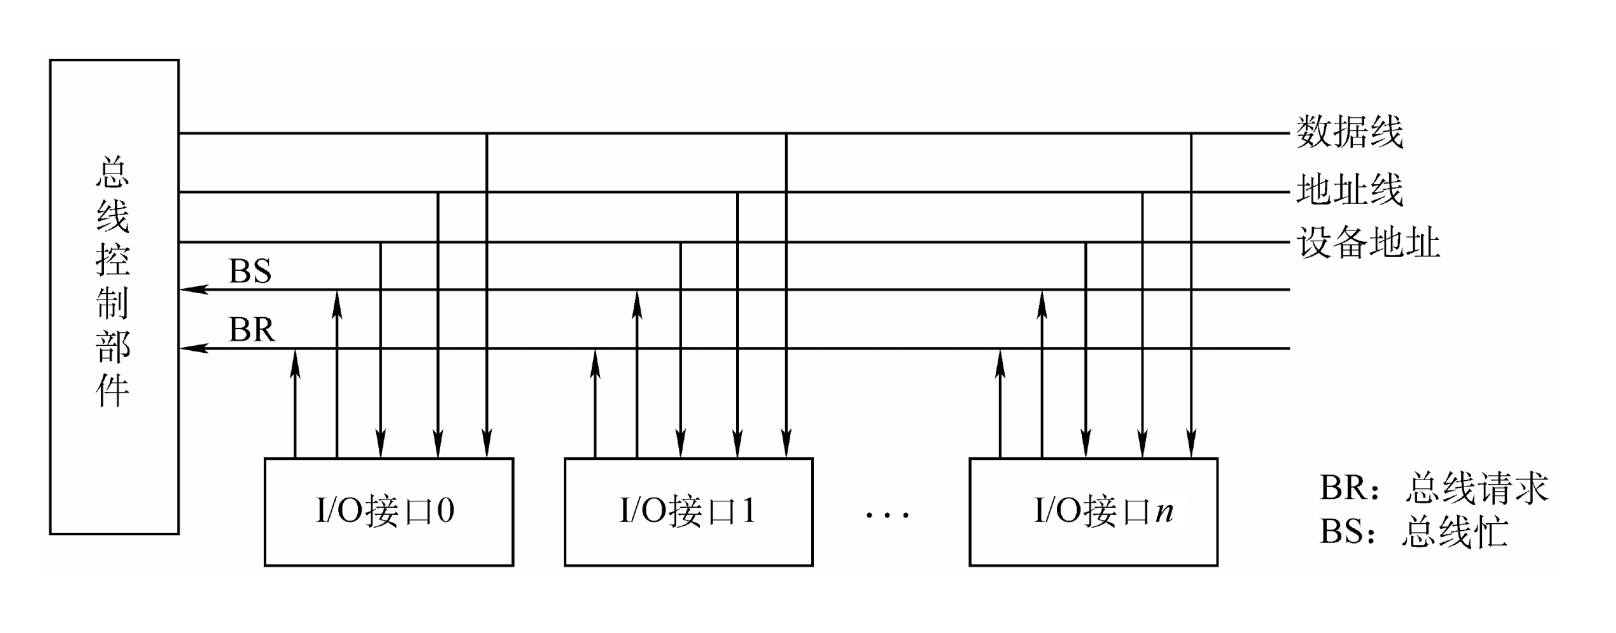 总线控制部件
数据线
地址线
设备地址
BS
BR
I/O接口0
I/O接口1
···
I/O接口n
BR：总线请求
BS：总线忙